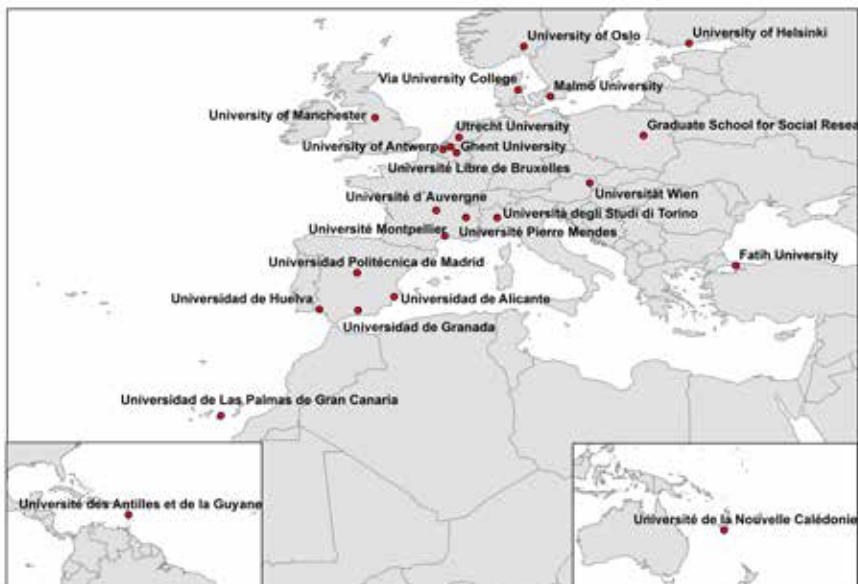 University of Oslo
University of Helsinki
Via University College
Malmö University
University of Manchester
Utrecht University
Graduate School for Social Resea
University of Antwerp
Ghent University
Université Libre de Bruxelles
Universität Wien
Université d´Auvergne
Università degli Studi di Torino
Université Montpellier
Université Pierre Mendes
Fatih University
Universidad Politécnica de Madrid
Universidad de Huelva
Universidad de Alicante
Universidad de Granada
Universidad de Las Palmas de Gran Canaria
Université des Antilles et de la Guyane
Université de la Nouvelle Calédonie